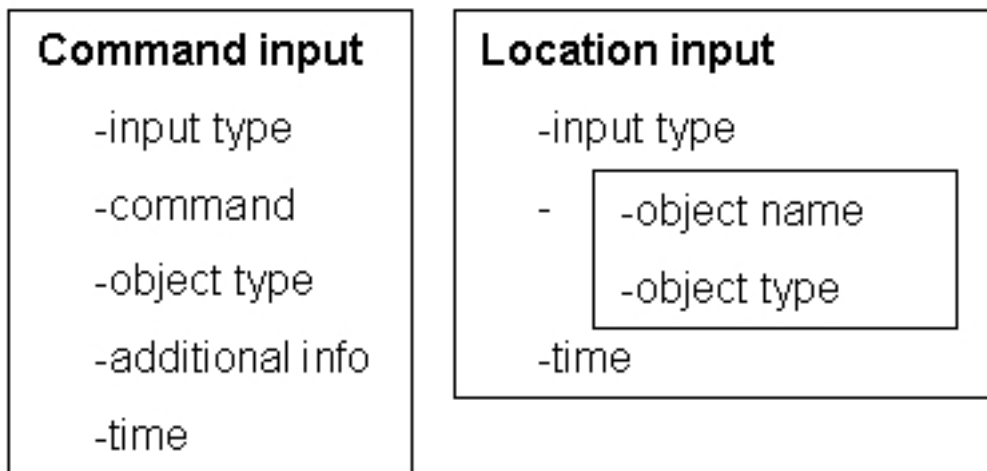 Command input
-input type
-command
-object type
-additional info
-time
Location input
-input type
-
-object name
-object type
-time